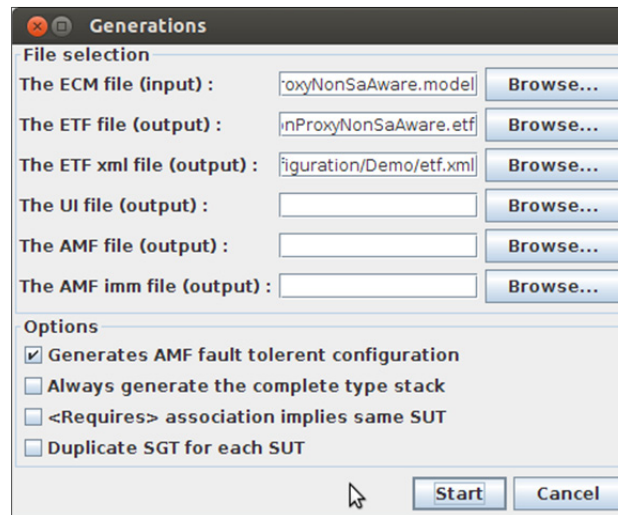 Generations
File selection
The ECM file (input) : oxyNonSaAware.model Browse...
The ETF file (output) : nProxyNonSaAware.etf Browse...
The ETF xml file (output) : figuration/Demo/etf.xml Browse...
The UI file (output) : Browse...
The AMF file (output) : Browse...
The AMF imm file (output) : Browse...
Options
Generates AMF fault tolerent configuration
Always generate the complete type stack
<Requires> association implies same SUT
Duplicate SGT for each SUT
Start Cancel